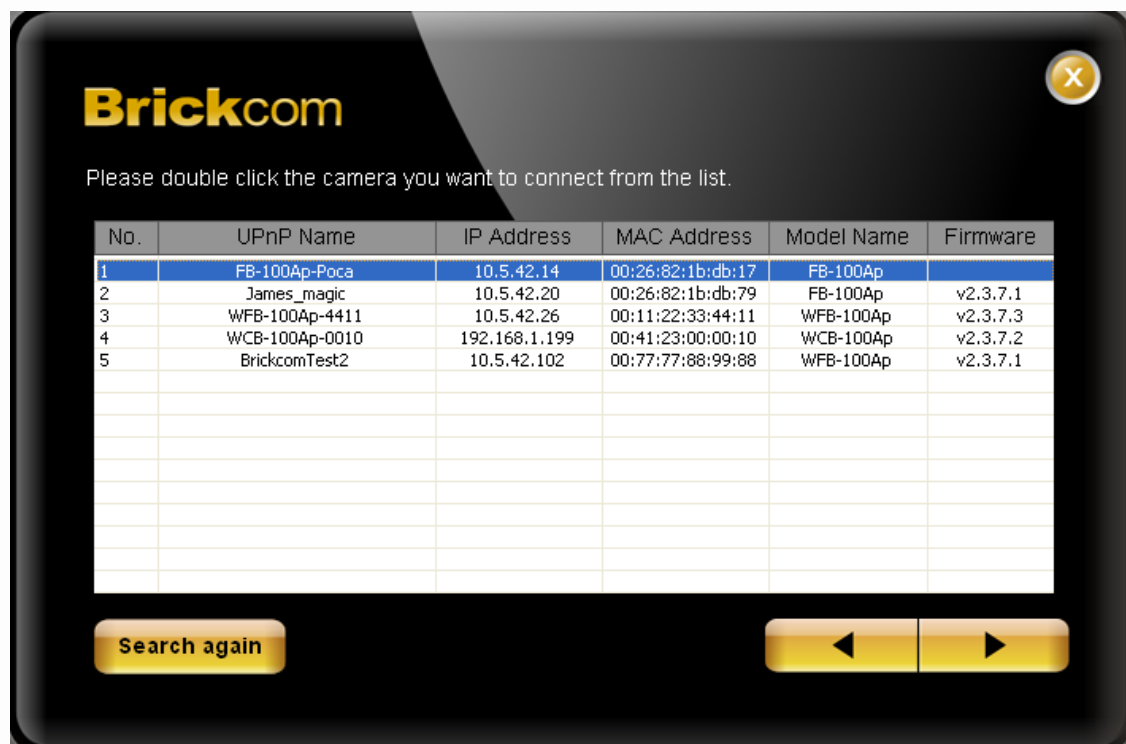 Brickcom
Please double click the camera you want to connect from the list.
No. UPnP Name IP Address MAC Address Model Name Firmware
1 FB-100Ap-Poca 10.5.42.14 00:26:82:1b:db:17 FB-100Ap
2 James_magic 10.5.42.20 00:26:82:1b:db:79 FB-100Ap v2.3.7.1
3 WFB-100Ap-4411 10.5.42.26 00:11:22:33:44:11 WFB-100Ap v2.3.7.3
4 WCB-100Ap-0010 192.168.1.199 00:41:23:00:00:10 WCB-100Ap v2.3.7.2
5 BrickcomTest2 10.5.42.102 00:77:77:88:99:88 WFB-100Ap v2.3.7.1
Search again